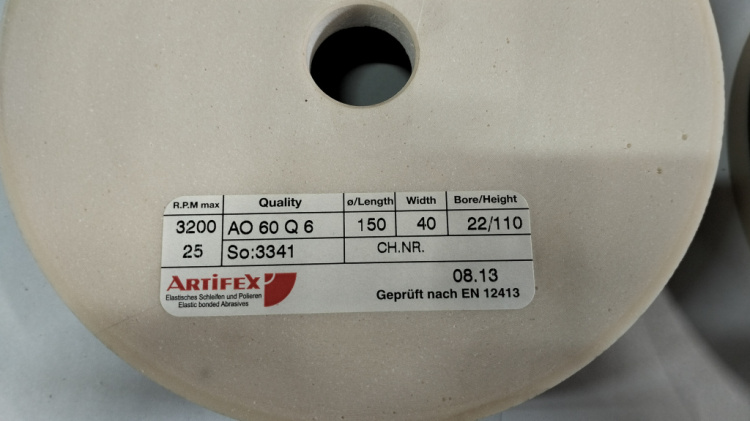 R.P.M max Quality ø/Length Width Bore/Height
3200 AO 60 Q 6 150 40 22/110
25 So:3341 CH.NR.
ARTIFEX
08.13
Elastisches Schleifen und Polieren
Elastic bonded Abrasives
Geprüft nach EN 12413